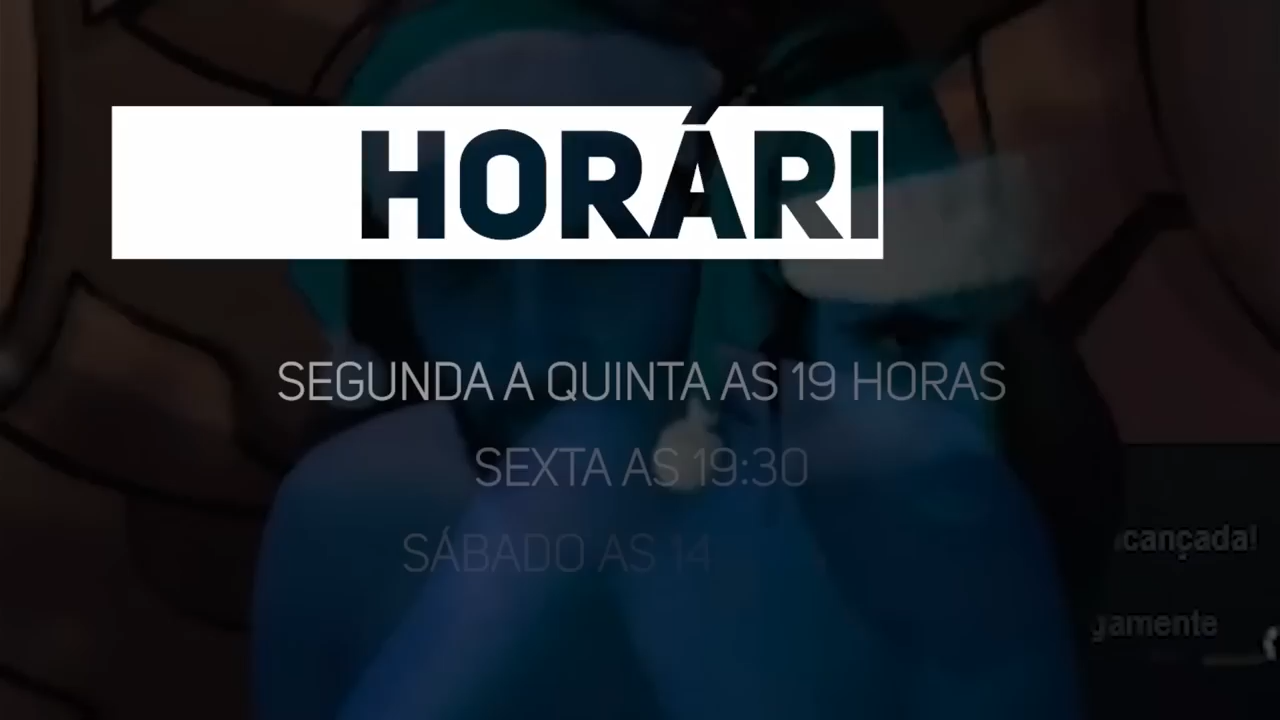 HORÁRI
SEGUNDA A QUINTA AS 19 HORAS
SEXTA AS 19:30
SÁBADO AS 14
cançada!
gamente